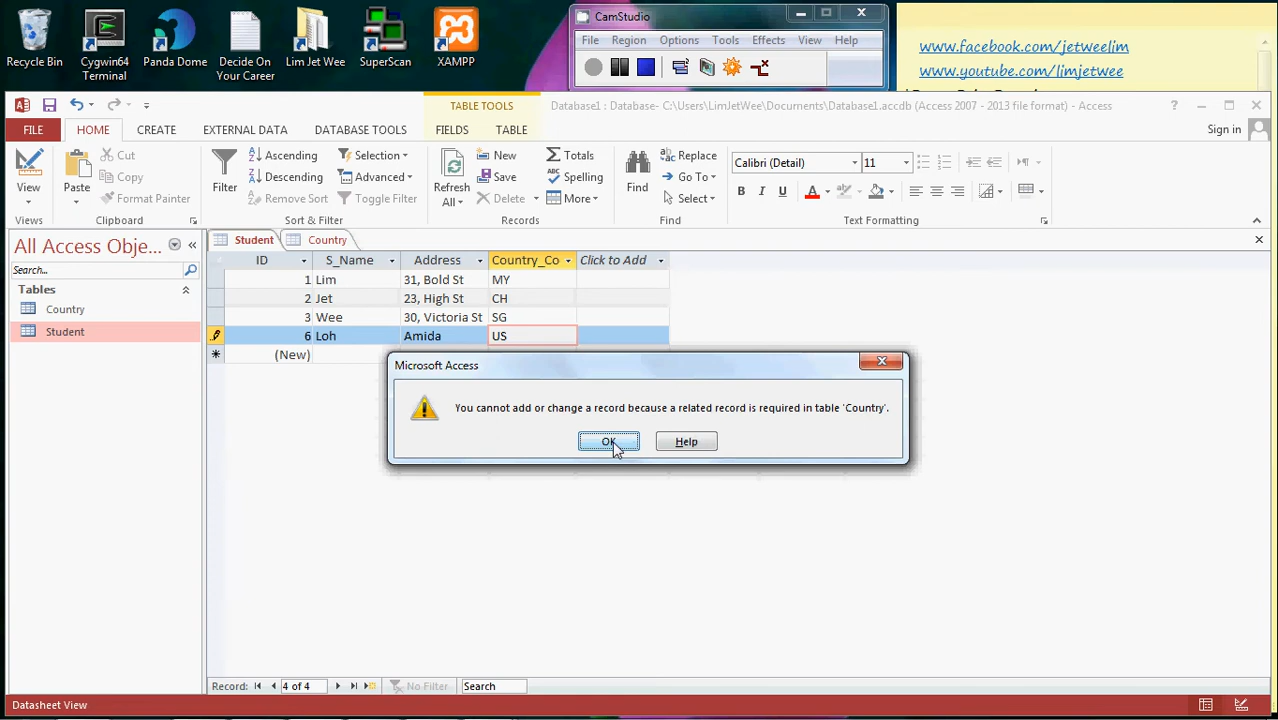 CamStudio
File Region Options Tools Effects View Help
www.facebook.com/jetweelim
www.youtube.com/limjetwee
Recycle Bin
Cygwin64 Terminal
Panda Dome
Decide On Your Career
Lim Jet Wee
SuperScan
XAMPP
TABLE TOOLS
Database1 : Database- C:\Users\LimJetWee\Documents\Database1.accdb (Access 2007 - 2013 file format) - Access
FILE HOME CREATE EXTERNAL DATA DATABASE TOOLS FIELDS TABLE
Sign in
View
Views
Paste
Cut
Copy
Format Painter
Clipboard
Filter
Ascending
Descending
Remove Sort
Selection
Advanced
Toggle Filter
Sort & Filter
Refresh All
New
Save
Delete
Totals
Spelling
More
Records
Find
Replace
Go To
Select
Find
Calibri (Detail) 11
B I U
Text Formatting
All Access Obje...
Search...
Tables
Country
Student
Student Country
ID S_Name Address Country_Co Click to Add
1 Lim 31, Bold St MY
2 Jet 23, High St CH
3 Wee 30, Victoria St SG
6 Loh Amida US
(New)
Microsoft Access
You cannot add or change a record because a related record is required in table 'Country'.
OK Help
Record: 4 of 4 No Filter Search
Datasheet View